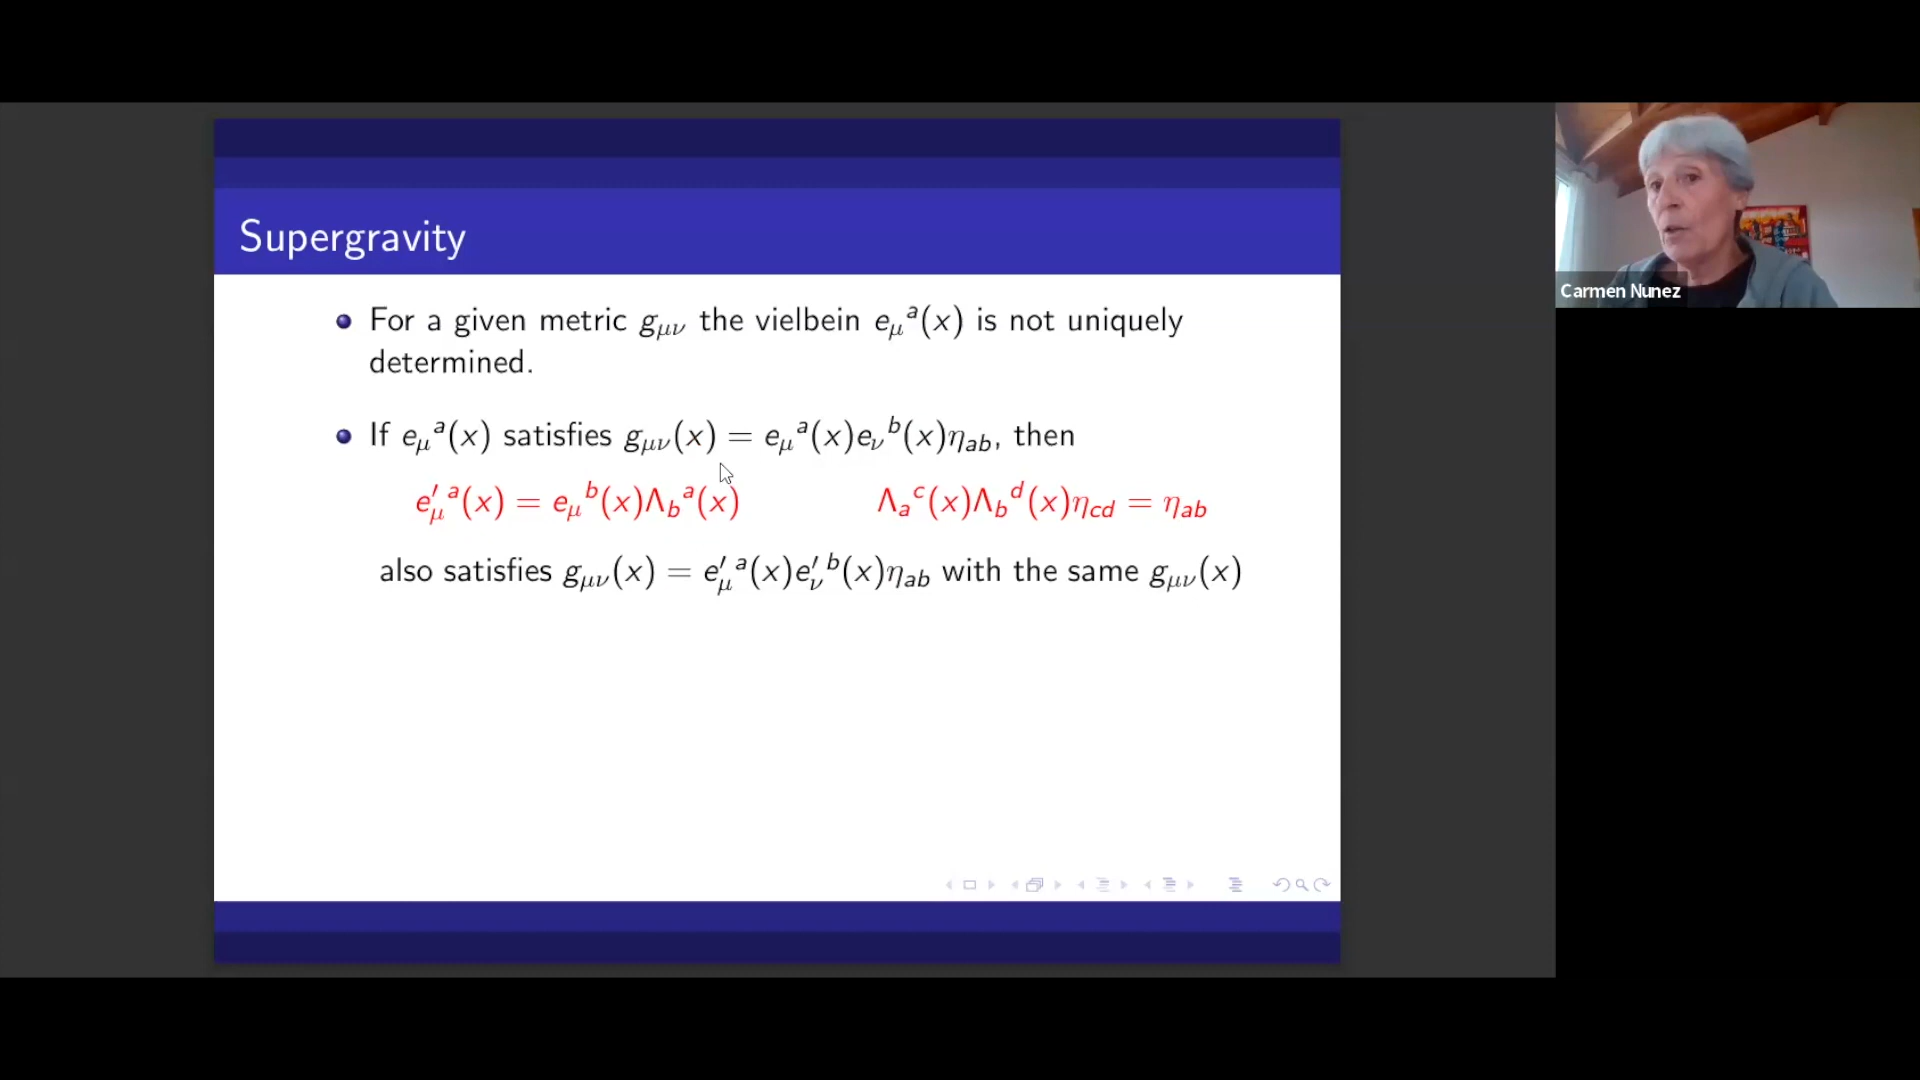 Supergravity
For a given metric g_{μν} the vielbein e_μ^a(x) is not uniquely
determined.
If e_μ^a(x) satisfies g_{μν}(x) = e_μ^a(x)e_ν^b(x)η_{ab}, then
e′_μ^a(x) = e_μ^b(x)Λ_b^a(x)    Λ_a^c(x)Λ_b^d(x)η_{cd} = η_{ab}
also satisfies g_{μν}(x) = e′_μ^a(x)e′_ν^b(x)η_{ab} with the same g_{μν}(x)
Carmen Nunez